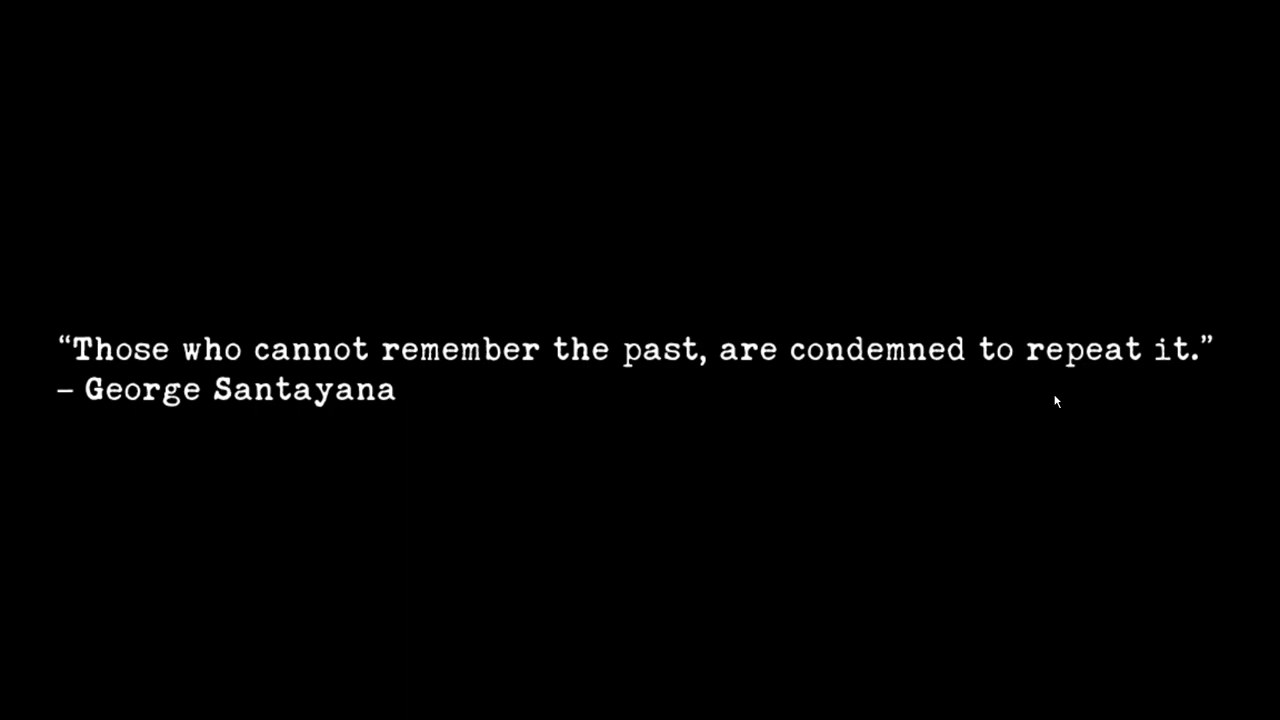 “Those who cannot remember the past, are condemned to repeat it.”
– George Santayana